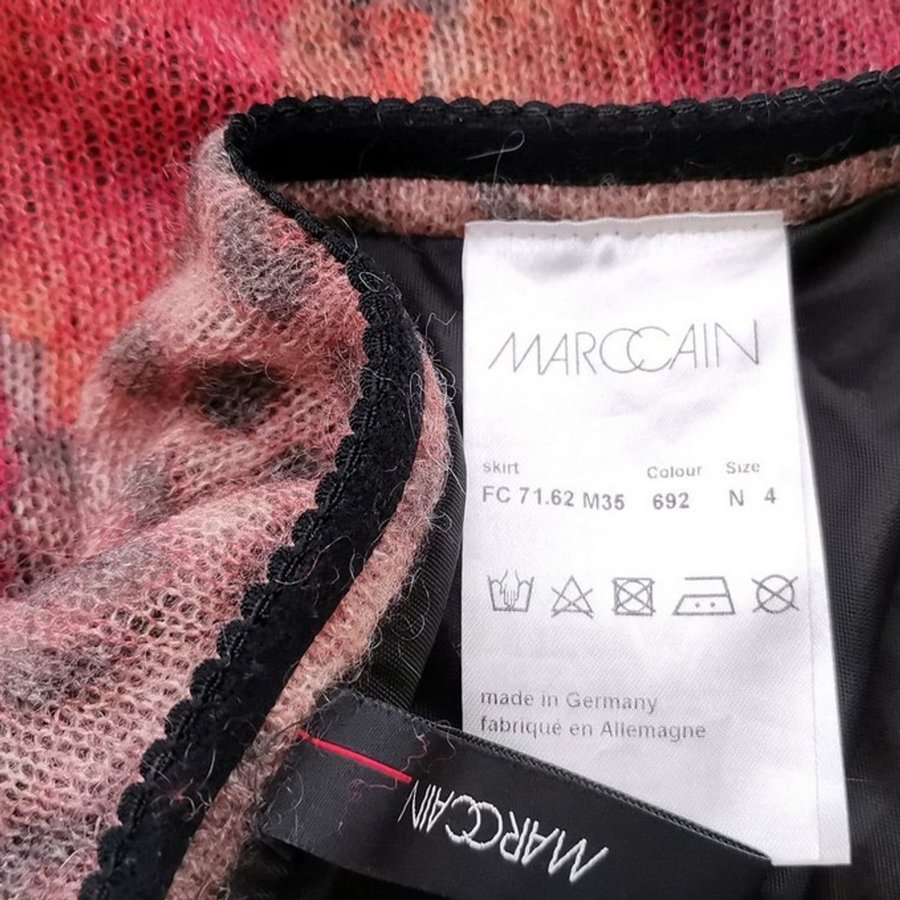 MARCCAIN
skirt Colour Size
FC 71.62 M35 692 N 4
made in Germany
fabriqué en Allemagne
MARCCAIN